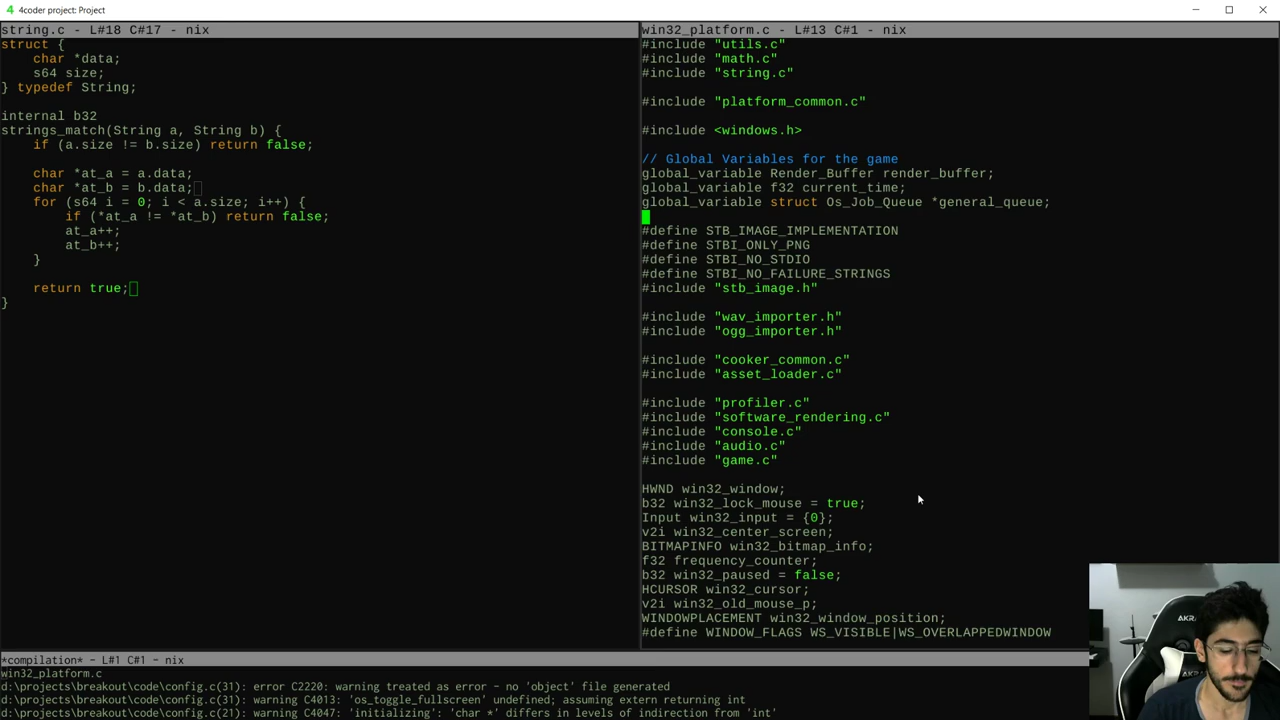 4coder project: Project
string.c - L#18 C#17 - nix
struct {
    char *data;
    s64 size;
} typedef String;
internal b32
strings_match(String a, String b) {
    if (a.size != b.size) return false;
    char *at_a = a.data;
    char *at_b = b.data;
    for (s64 i = 0; i < a.size; i++) {
        if (*at_a != *at_b) return false;
        at_a++;
        at_b++;
    }
    return true;
}
win32_platform.c - L#13 C#1 - nix
#include "utils.c"
#include "math.c"
#include "string.c"
#include "platform_common.c"
#include <windows.h>
// Global Variables for the game
global_variable Render_Buffer render_buffer;
global_variable f32 current_time;
global_variable struct Os_Job_Queue *general_queue;
#define STB_IMAGE_IMPLEMENTATION
#define STBI_ONLY_PNG
#define STBI_NO_STDIO
#define STBI_NO_FAILURE_STRINGS
#include "stb_image.h"
#include "wav_importer.h"
#include "ogg_importer.h"
#include "cooker_common.c"
#include "asset_loader.c"
#include "profiler.c"
#include "software_rendering.c"
#include "console.c"
#include "audio.c"
#include "game.c"
HWND win32_window;
b32 win32_lock_mouse = true;
Input win32_input = {0};
v2i win32_center_screen;
BITMAPINFO win32_bitmap_info;
f32 frequency_counter;
b32 win32_paused = false;
HCURSOR win32_cursor;
v2i win32_old_mouse_p;
WINDOWPLACEMENT win32_window_position;
#define WINDOW_FLAGS WS_VISIBLE|WS_OVERLAPPEDWINDOW
*compilation* - L#1 C#1 - nix
win32_platform.c
d:\projects\breakout\code\config.c(31): error C2220: warning treated as error - no 'object' file generated
d:\projects\breakout\code\config.c(31): warning C4013: 'os_toggle_fullscreen' undefined; assuming extern returning int
d:\projects\breakout\code\config.c(21): warning C4047: 'initializing': 'char *' differs in levels of indirection from 'int'